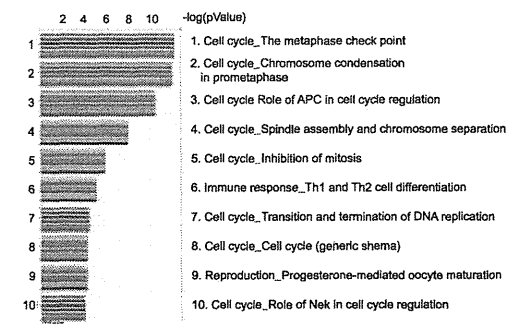 2 4 6 8 10 -log(pValue)
1 1. Cell cycle_The metaphase check point
2 2. Cell cycle_Chromosome condensation
in prometaphase
3 3. Cell cycle Role of APC in cell cycle regulation
4 4. Cell cycle_Spindle assembly and chromosome separation
5 5. Cell cycle_Inhibition of mitosis
6 6. Immune response_Th1 and Th2 cell differentiation
7 7. Cell cycle_Transition and termination of DNA replication
8 8. Cell cycle_Cell cycle (generic shema)
9 9. Reproduction_Progesterone-mediated oocyte maturation
10 10. Cell cycle_Role of Nek in cell cycle regulation